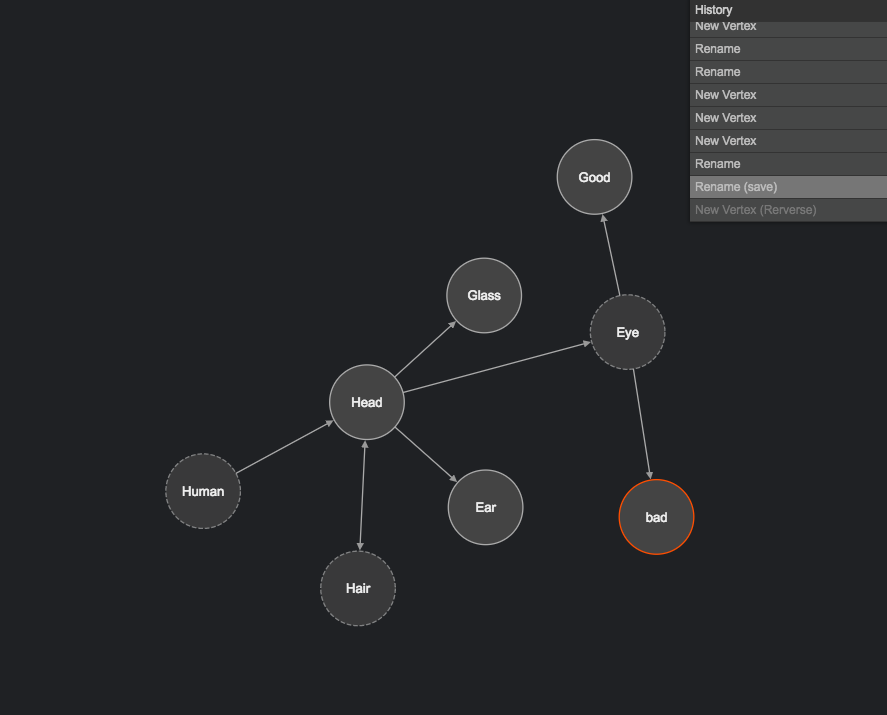 History
New Vertex
Rename
Rename
New Vertex
New Vertex
New Vertex
Rename
Rename (save)
New Vertex (Rerverse)
Good
Glass
Eye
Head
Human
Ear
bad
Hair